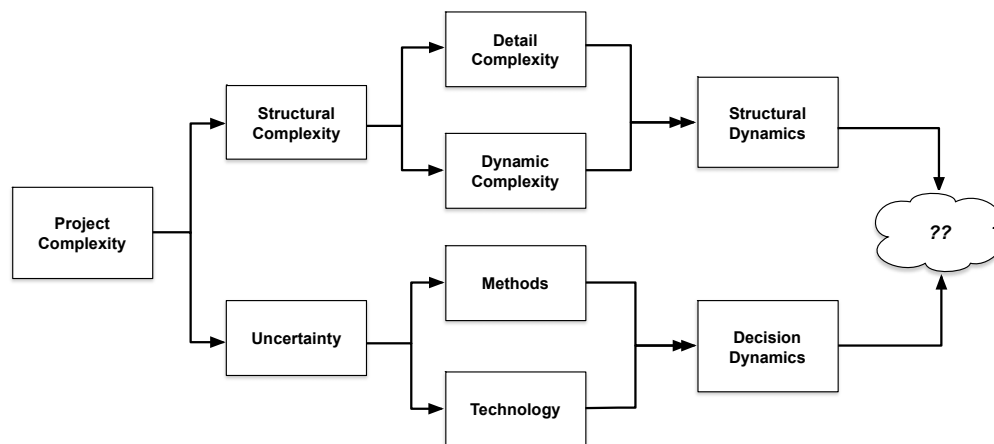 Detail
Complexity
Structural
Complexity
Structural
Dynamics
Dynamic
Complexity
Project
Complexity
??
Methods
Uncertainty
Decision
Dynamics
Technology